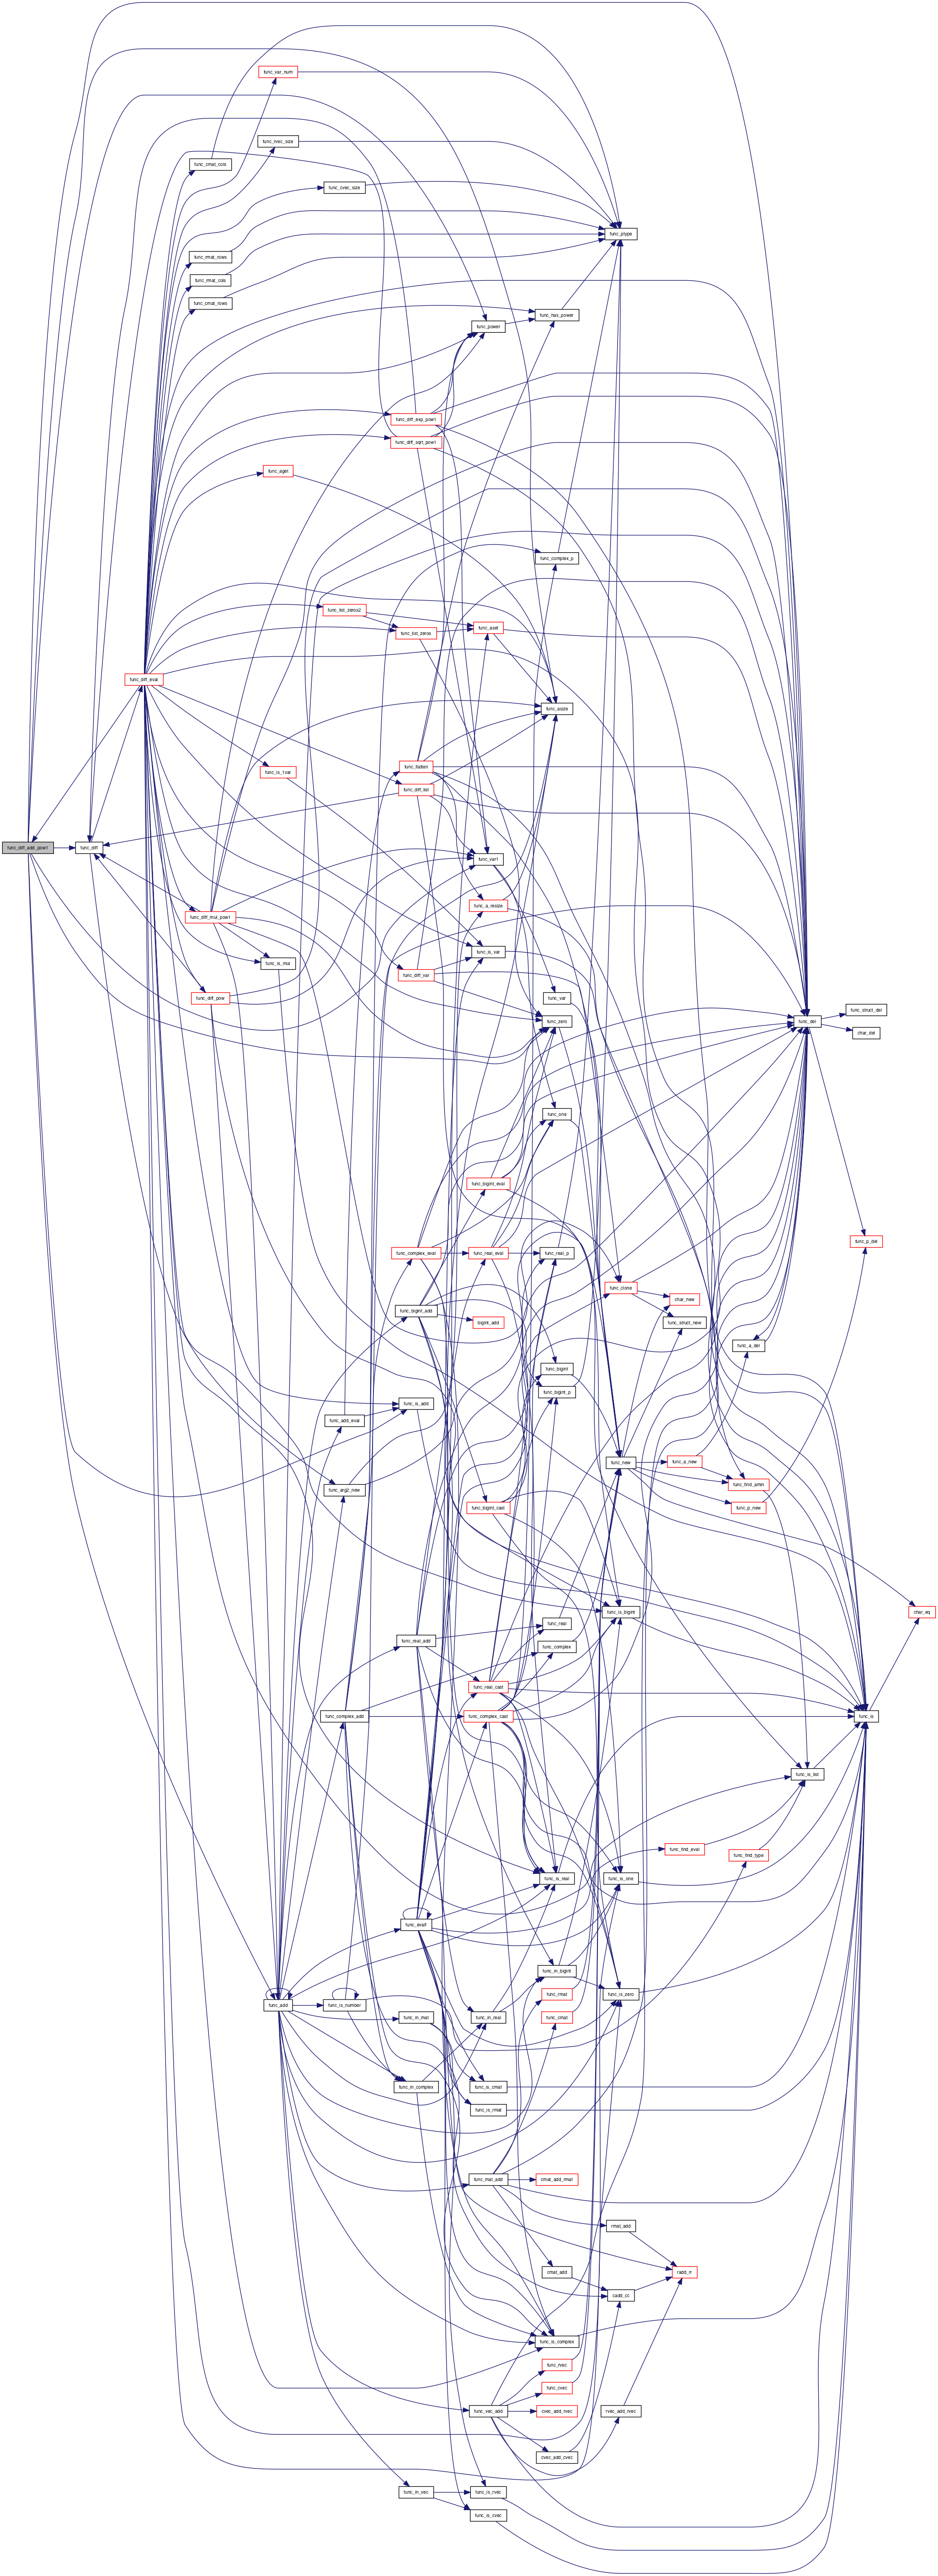 func_var_num
func_rvec_size
func_cmat_cols
func_cvec_size
func_ptype
func_rmat_rows
func_rmat_cols
func_cmat_rows
func_has_power
func_power
func_diff_exp_pow1
func_diff_sqrt_pow1
func_aget
func_complex_p
func_list_zeros2
func_aset
func_list_zeros
func_a_del
func_diff_eval
func_asize
func_flatten
func_is_1var
func_diff_list
func_diff_add_pow1
func_diff
func_var1
func_a_resize
func_diff_mul_pow1
func_is_var
func_is_mul
func_diff_var
func_diff_pow
func_var
func_struct_del
func_zero
func_del
char_del
func_one
func_bigint_eval
func_p_del
func_complex_eval
func_real_eval
func_real_p
func_clone
char_new
func_bigint_add
bigint_add
func_struct_new
func_bigint
func_bigint_p
func_is_add
func_add_eval
func_new
func_a_new
func_arg2_new
func_find_amin
func_bigint_cast
func_p_new
func_is_bigint
char_eq
func_real
func_real_add
func_complex
func_real_cast
func_complex_add
func_complex_cast
func_is
func_is_list
func_find_eval
func_find_type
func_is_real
func_is_one
func_eval
func_in_bigint
func_rmat
func_is_zero
func_add
func_is_number
func_in_mat
func_in_real
func_cmat
func_in_complex
func_is_cmat
func_is_rmat
func_mat_add
cmat_add_rmat
rmat_add
cmat_add
radd_rr
cadd_cc
func_is_complex
func_rvec
func_cvec
func_vec_add
cvec_add_rvec
rvec_add_rvec
cvec_add_cvec
func_in_vec
func_is_rvec
func_is_cvec